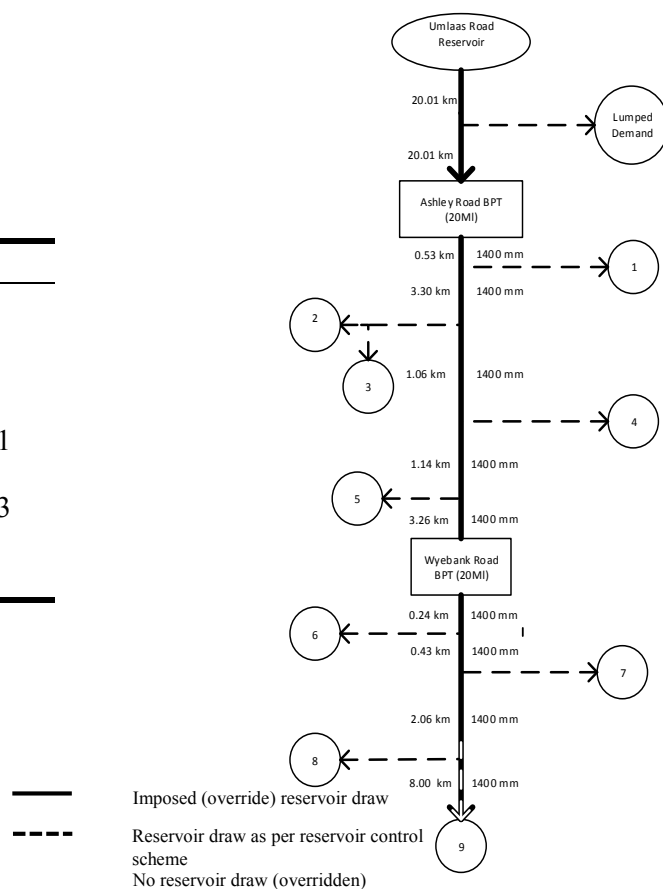 Umlaas Road
Reservoir
20.01 km
Lumped
Demand
20.01 km
Ashley Road BPT
(20Ml)
0.53 km 1400 mm
1
3.30 km 1400 mm
2
3
1.06 km 1400 mm
4
1
1.14 km 1400 mm
5
3
3.26 km 1400 mm
Wyebank Road
BPT (20Ml)
0.24 km 1400 mm
6
0.43 km 1400 mm
7
2.06 km 1400 mm
8
8.00 km 1400 mm
Imposed (override) reservoir draw
Reservoir draw as per reservoir control
scheme
9
No reservoir draw (overridden)